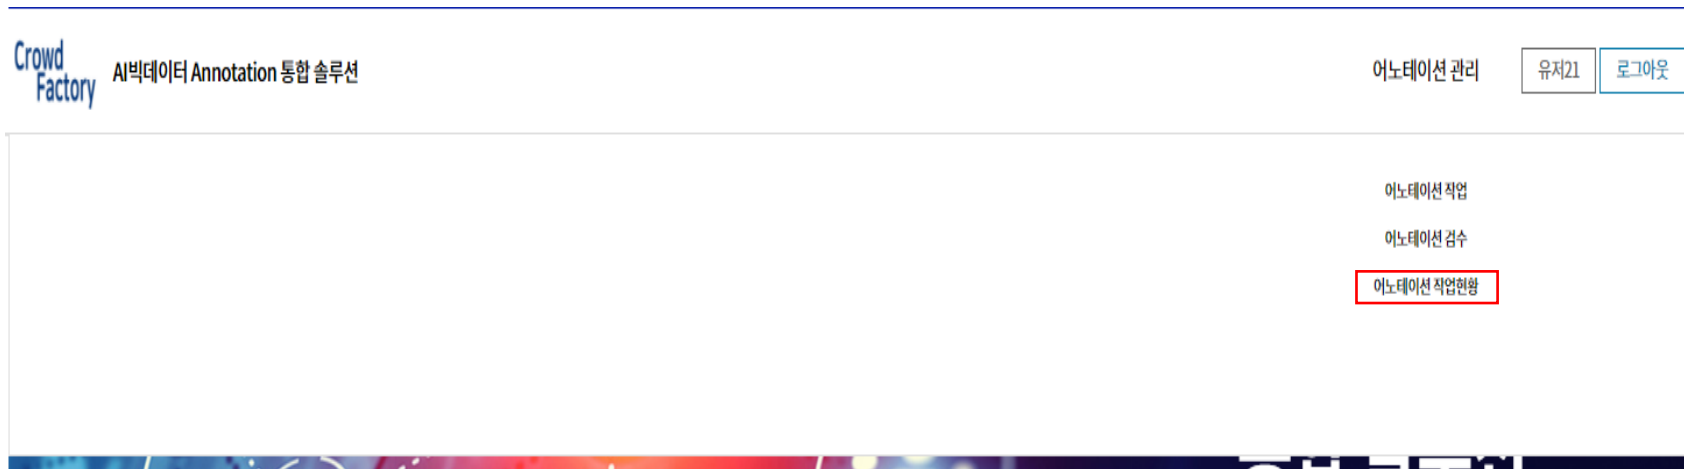 Crowd
Factory
AI빅데이터 Annotation 통합 솔루션
어노테이션 관리
유저21
로그아웃
어노테이션 작업
어노테이션 검수
어노테이션 작업현황